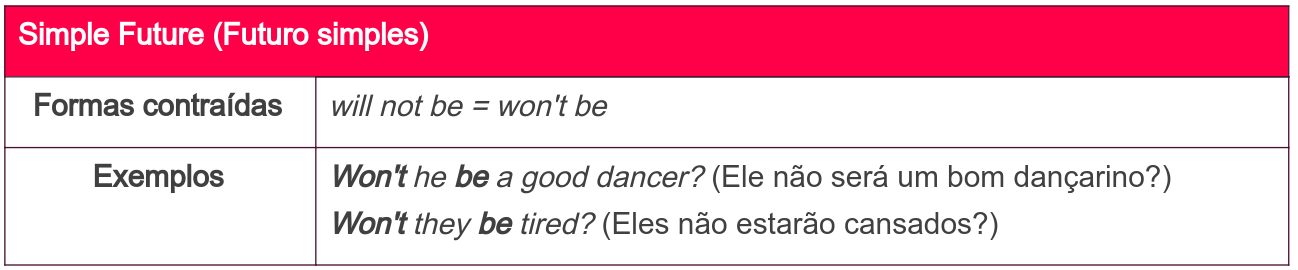 Simple Future (Futuro simples)
Formas contraídas
will not be = won't be
Exemplos
Won't he be a good dancer? (Ele não será um bom dançarino?)
Won't they be tired? (Eles não estarão cansados?)